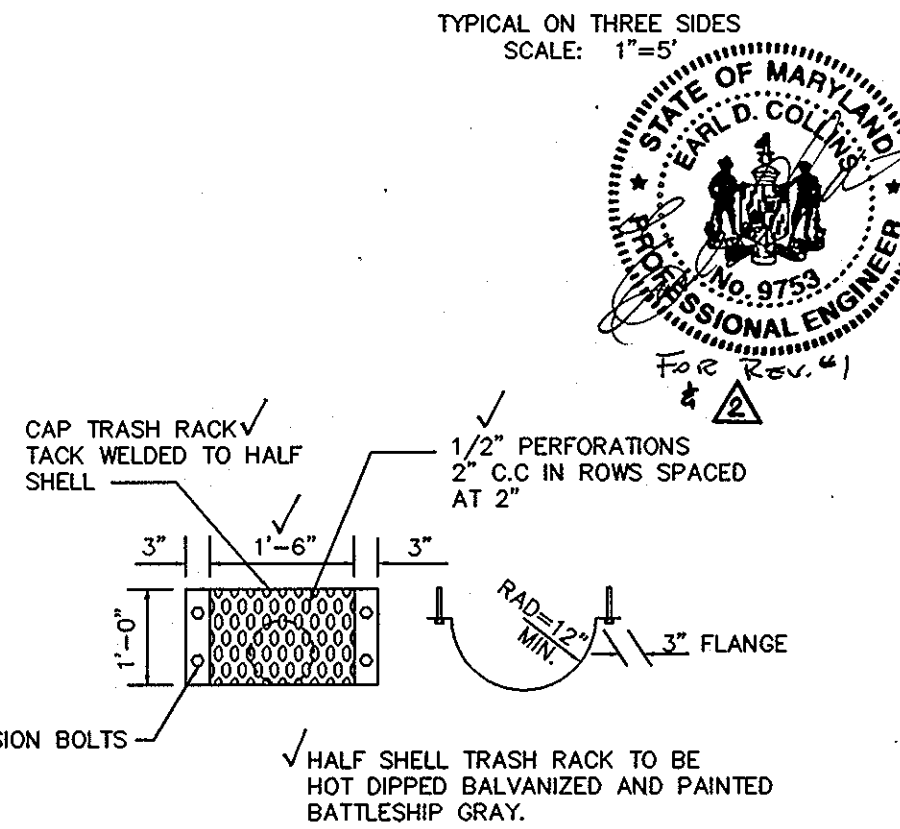 TYPICAL ON THREE SIDES
SCALE: 1"=5'
STATE OF MARYLAND
EARL D. COLLINS
No. 9753
PROFESSIONAL ENGINEER
FOR REV. "1
& 2
CAP TRASH RACK
TACK WELDED TO HALF
SHELL
1/2" PERFORATIONS
2" C.C IN ROWS SPACED
AT 2"
3" 1'-6" 3"
1'-0"
RAD=12"
MIN.
3" FLANGE
SION BOLTS
HALF SHELL TRASH RACK TO BE
HOT DIPPED BALVANIZED AND PAINTED
BATTLESHIP GRAY.